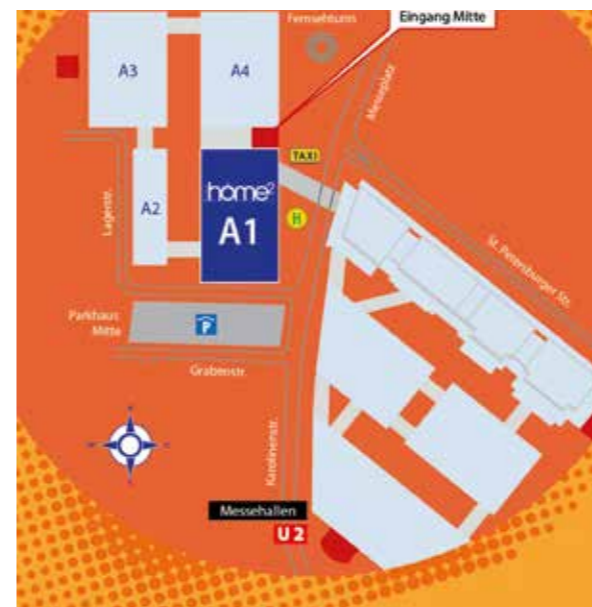 Fernsehturm
Eingang Mitte
A3
A4
Messeplatz
TAXI
Lagerstr.
A2
home²
A1
H
St. Petersburger Str.
Parkhaus
Mitte
P
Grabenstr.
Karolinenstr.
Messehallen
U2